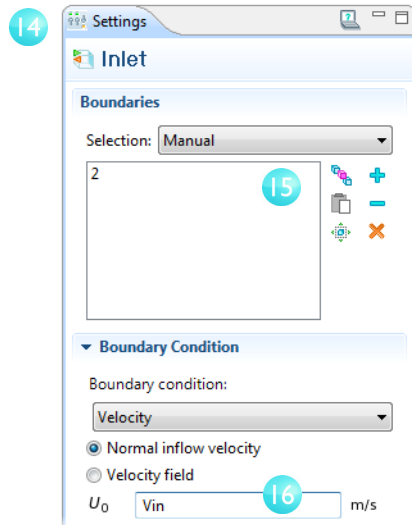 14
Settings
Inlet
Boundaries
Selection: Manual
2
15
Boundary Condition
Boundary condition:
Velocity
Normal inflow velocity
Velocity field
U0 Vin 16 m/s